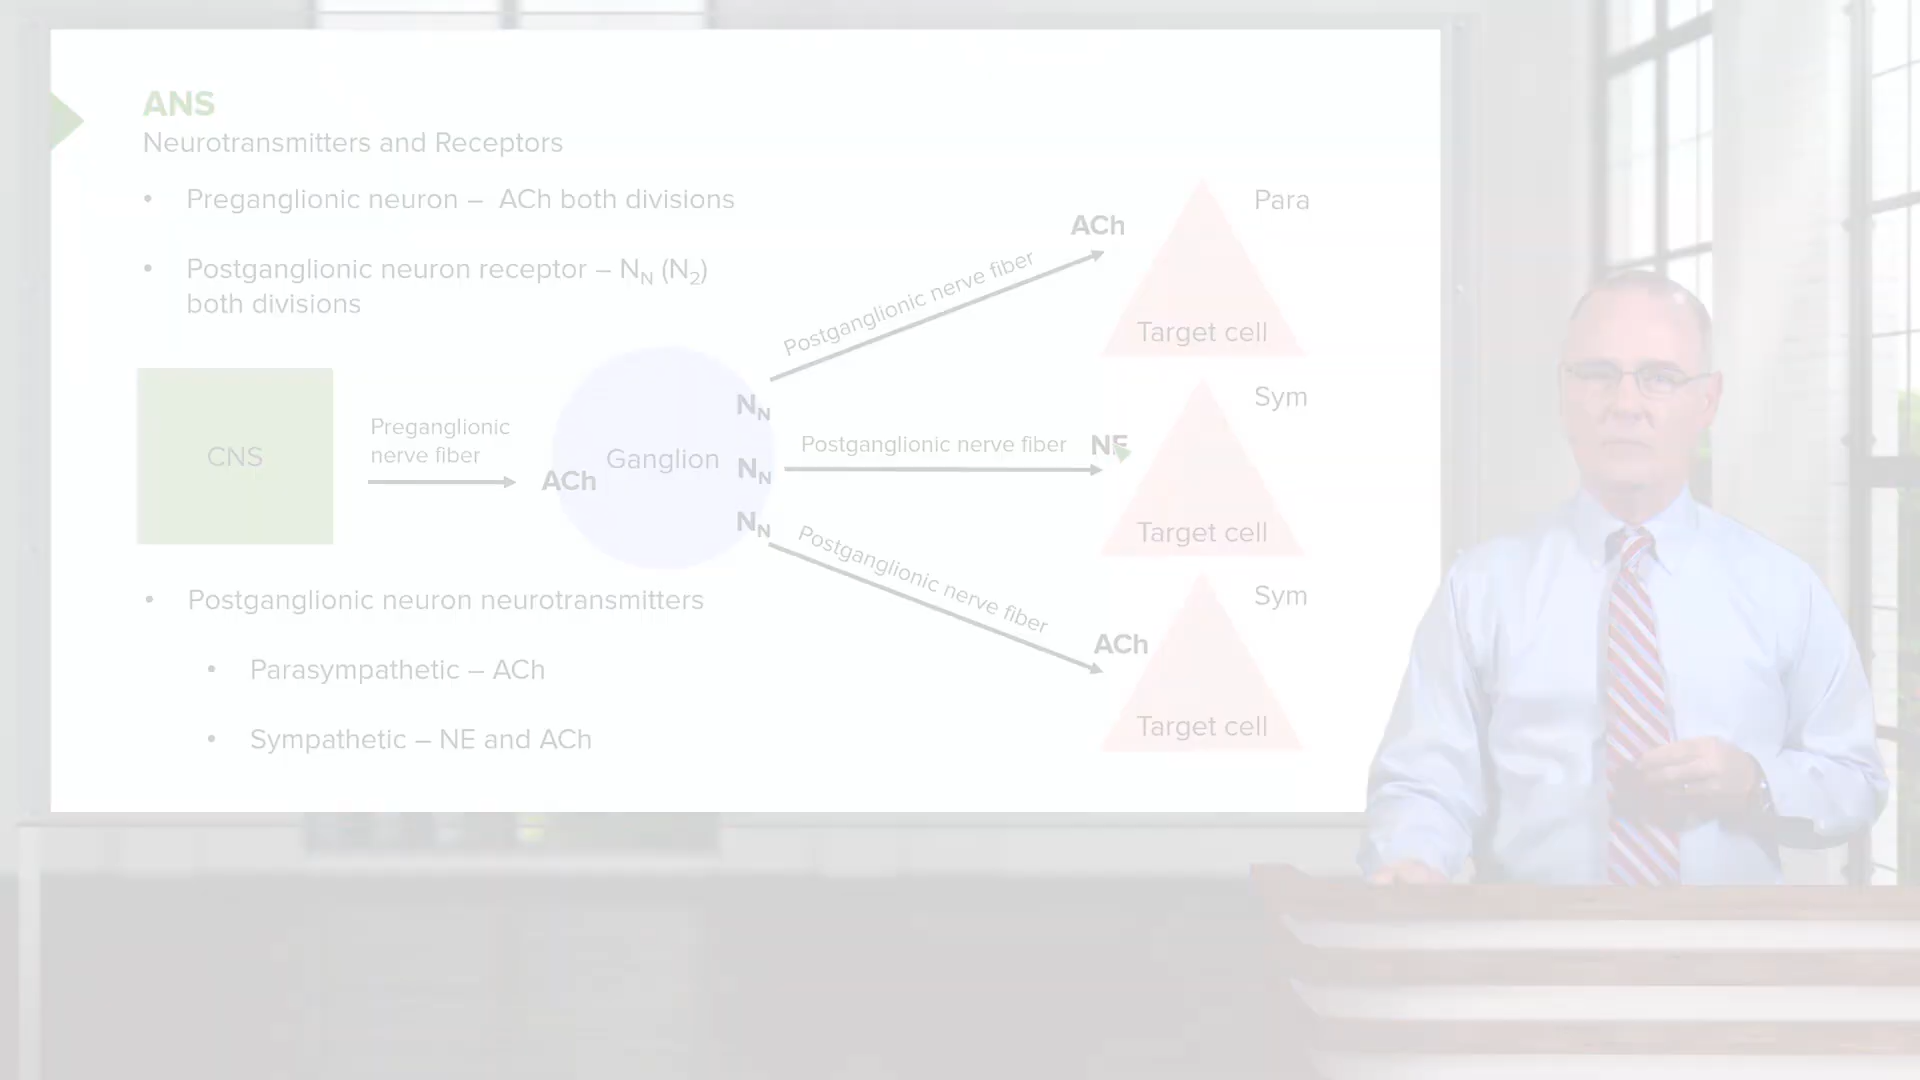 ANS
Neurotransmitters and Receptors
• Preganglionic neuron – ACh both divisions
• Postganglionic neuron receptor – N_N (N_2)
both divisions
CNS
Preganglionic
nerve fiber
ACh
Ganglion
N_N
N_N
N_N
Postganglionic nerve fiber
ACh
Para
Target cell
Postganglionic nerve fiber
NE
Sym
Target cell
Postganglionic nerve fiber
ACh
Sym
Target cell
• Postganglionic neuron neurotransmitters
• Parasympathetic – ACh
• Sympathetic – NE and ACh